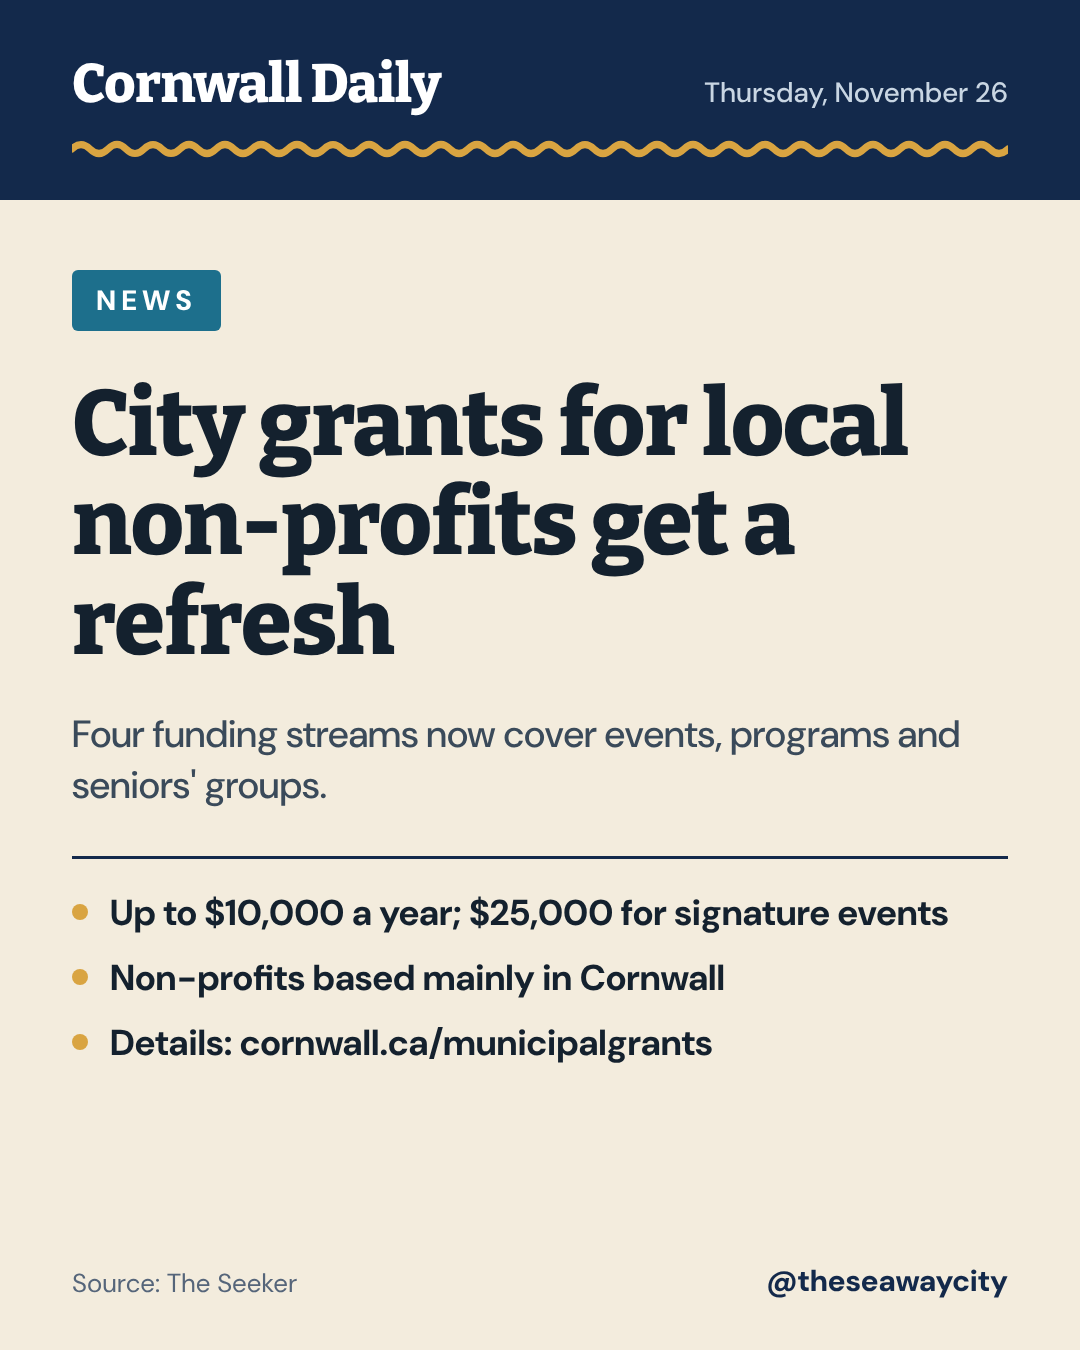 Cornwall Daily
Thursday, November 26
NEWS
City grants for local
non-profits get a
refresh
Four funding streams now cover events, programs and
seniors' groups.
Up to $10,000 a year; $25,000 for signature events
Non-profits based mainly in Cornwall
Details: cornwall.ca/municipalgrants
Source: The Seeker
@theseawaycity